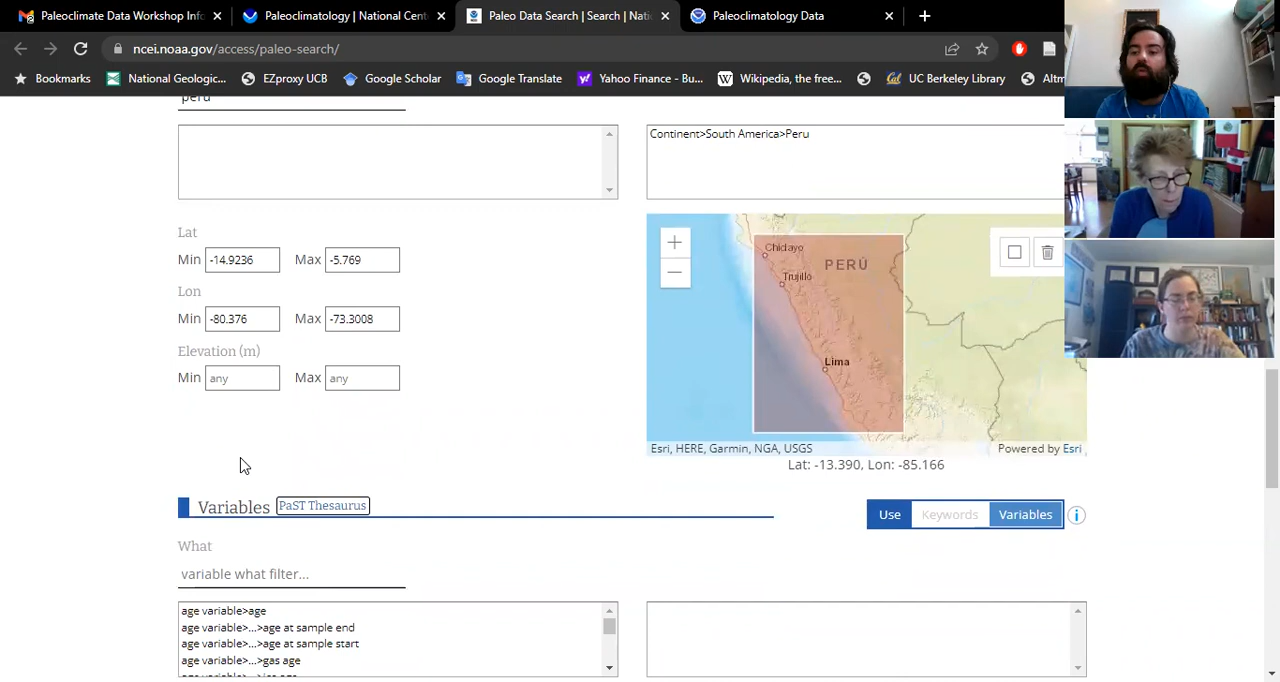 Paleoclimate Data Workshop Info
Paleoclimatology | National Cent
Paleo Data Search | Search | Natio
Paleoclimatology Data
ncei.noaa.gov/access/paleo-search/
Bookmarks
National Geologic...
EZproxy UCB
Google Scholar
Google Translate
Yahoo Finance - Bu...
Wikipedia, the free...
UC Berkeley Library
Altm
peru
Continent>South America>Peru
Lat
Min -14.9236 Max -5.769
Lon
Min -80.376 Max -73.3008
Elevation (m)
Min any Max any
+
−
Chiclayo
PERÚ
Trujillo
Lima
Esri, HERE, Garmin, NGA, USGS
Powered by Esri
Lat: -13.390, Lon: -85.166
Variables PaST Thesaurus
Use Keywords Variables i
What
variable what filter...
age variable>age
age variable>...>age at sample end
age variable>...>age at sample start
age variable>...>gas age